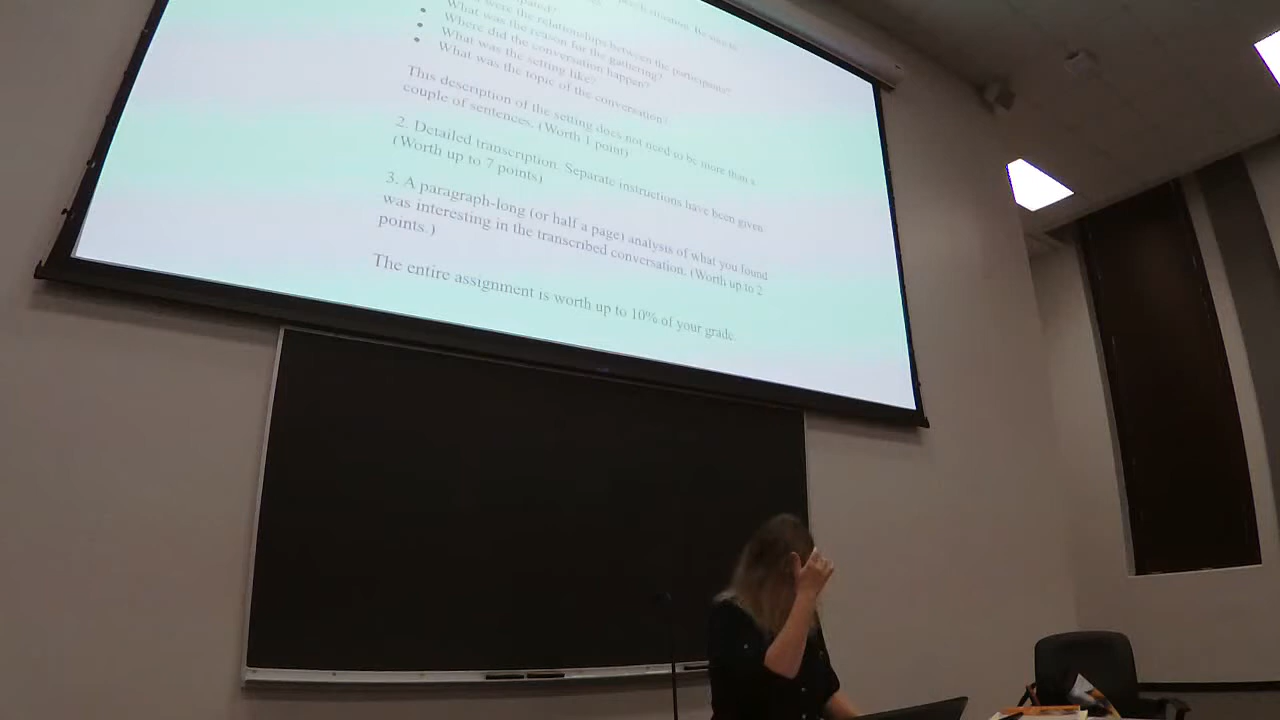 were the relationships between the participants?
• What was the reason for the gathering?
• Where did the conversation happen?
• What was the setting like?
• What was the topic of the conversation?
This description of the setting does not need to be more than a
couple of sentences. (Worth 1 point)
2. Detailed transcription. Separate instructions have been given
(Worth up to 7 points)
3. A paragraph-long (or half a page) analysis of what you found
was interesting in the transcribed conversation. (Worth up to 2
points.)
The entire assignment is worth up to 10% of your grade.